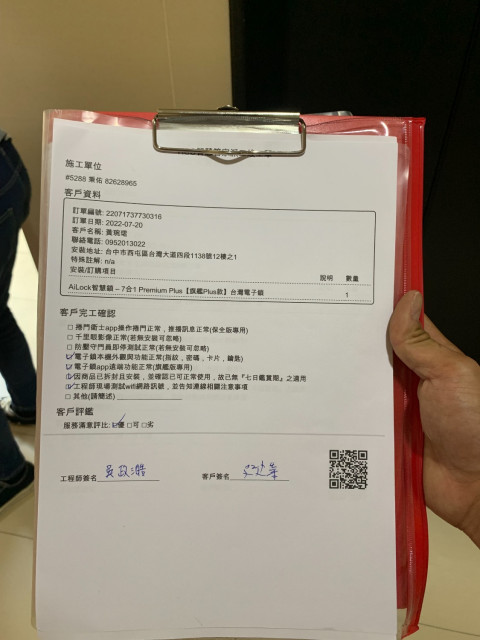 施工單位
#5288 秉佑 82628965
客戶資料
訂單編號: 22071737730316
訂單日期: 2022-07-20
客戶名稱: 蕭琬珺
聯絡電話: 0952013022
安裝地址: 台中市西屯區台灣大道四段1138號12樓之1
特殊註解: n/a
安裝/訂購項目 說明 數量
AiLock智慧鎖 – 7合1 Premium Plus【旗艦Plus款】台灣電子鎖 1
客戶完工確認
□ 捲門衛士app操作捲門正常，推播訊息正常(保全版專用)
□ 千里眼影像正常(若無安裝可忽略)
□ 防壓守門員即停測試正常(若無安裝可忽略)
☑ 電子鎖本機外觀與功能正常(指紋，密碼，卡片，鑰匙)
☑ 電子鎖app遠端功能正常(旗艦版專用)
☑ 因商品已拆封且安裝，並確認已可正常使用，故已無『七日鑑賞期』之適用
☑ 工程師現場測試wifi網路訊號，並告知連線相關注意事項
□ 其他(請簡述)
客戶評鑑
服務滿意評比: ☑優 □可 □劣
工程師簽名 吳政澔 客戶簽名